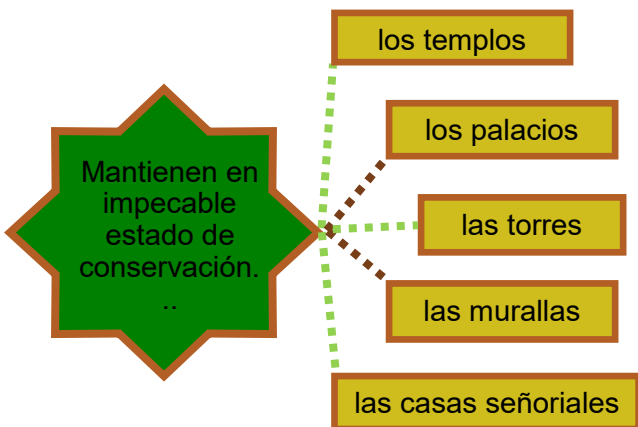 Mantienen en
impecable
estado de
conservación.
..
los templos
los palacios
las torres
las murallas
las casas señoriales